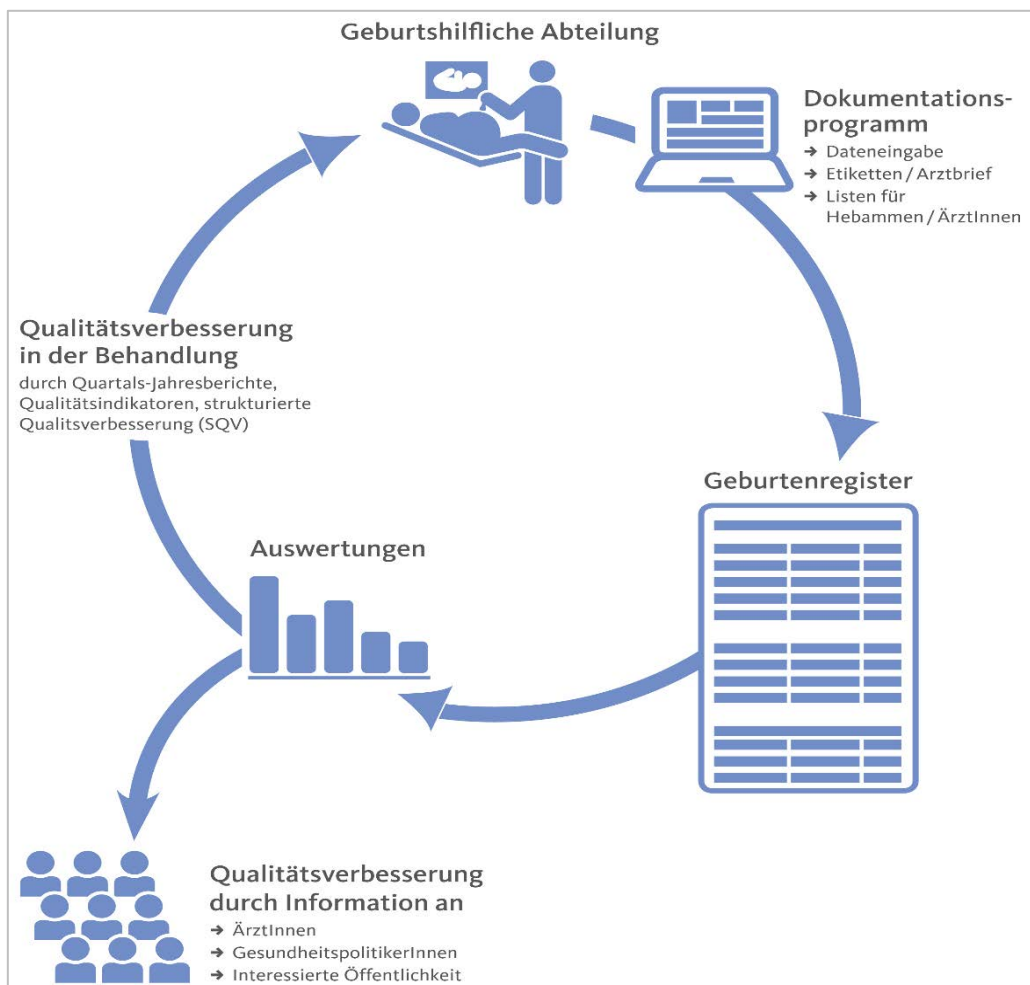 Geburtshilfliche Abteilung
Dokumentations-
programm
→ Dateneingabe
→ Etiketten / Arztbrief
→ Listen für
Hebammen / ÄrztInnen
Qualitätsverbesserung
in der Behandlung
durch Quartals-Jahresberichte,
Qualitätsindikatoren, strukturierte
Qualitsverbesserung (SQV)
Geburtenregister
Auswertungen
Qualitätsverbesserung
durch Information an
→ ÄrztInnen
→ GesundheitspolitikerInnen
→ Interessierte Öffentlichkeit